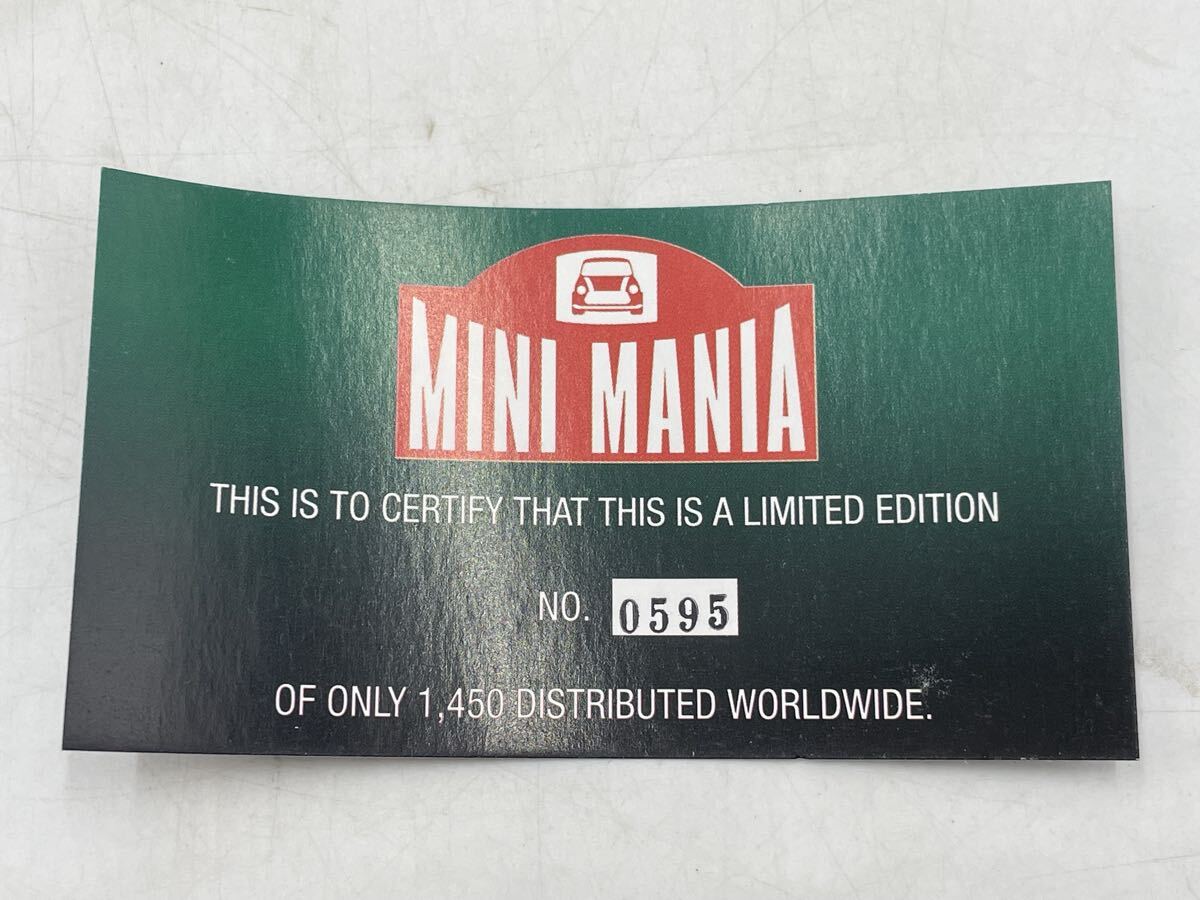 MINI MANIA
THIS IS TO CERTIFY THAT THIS IS A LIMITED EDITION
NO. 0595
OF ONLY 1,450 DISTRIBUTED WORLDWIDE.